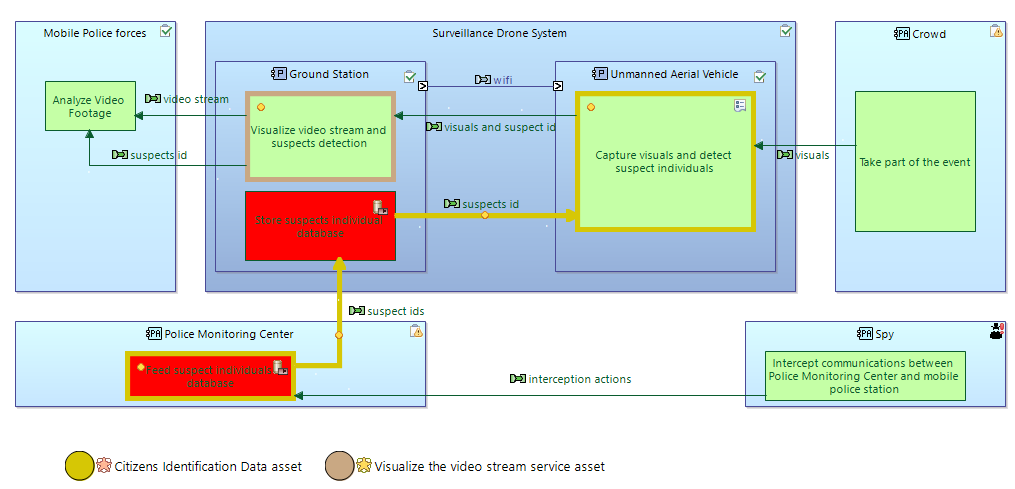 Mobile Police forces
Surveillance Drone System
PA Crowd
P Ground Station
wifi
P Unmanned Aerial Vehicle
Analyze Video
Footage
video stream
Visualize video stream and
suspects detection
visuals and suspect id
Capture visuals and detect
suspect individuals
visuals
Take part of the event
suspects id
Store suspects individual
database
suspects id
suspect ids
PA Police Monitoring Center
Feed suspect individuals
database
interception actions
PA Spy
Intercept communications between
Police Monitoring Center and mobile
police station
Citizens Identification Data asset
Visualize the video stream service asset